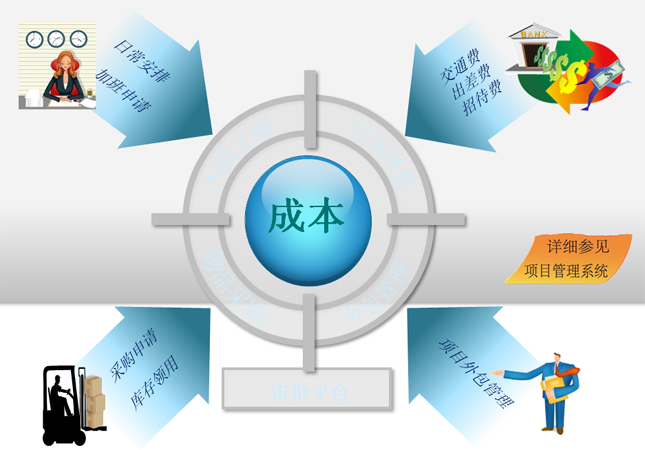 日常安排
加班申请
交通费
出差费
招待费
BANK
成本
详细参见
项目管理系统
采购申请
库存领用
项目外包管理
审批平台